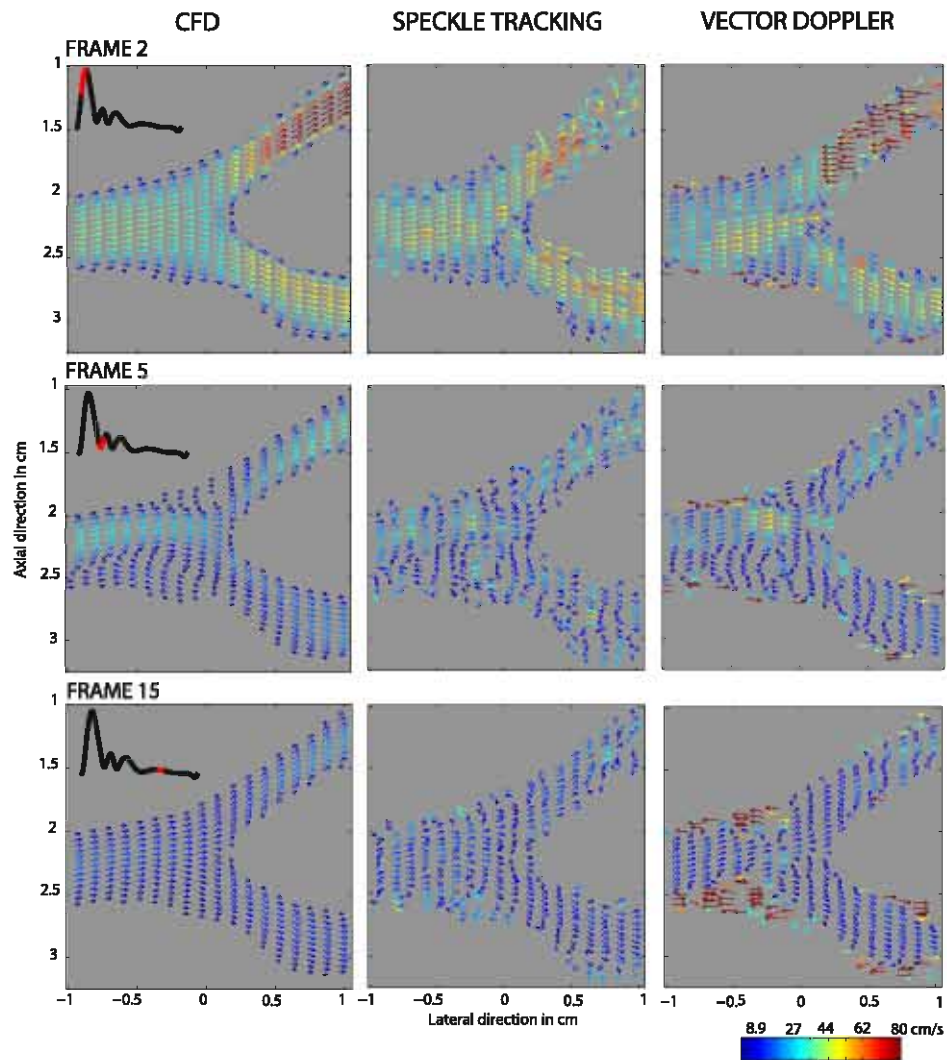 CFD SPECKLE TRACKING VECTOR DOPPLER
FRAME 2
1
1.5
2
2.5
3
FRAME 5
1
1.5
2
2.5
3
Axial direction in cm
FRAME 15
1
1.5
2
2.5
3
−1 −0.5 0 0.5 1 −1 −0.5 0 0.5 1 −1 −0.5 0 0.5 1
Lateral direction in cm
8.9 27 44 62 80 cm/s